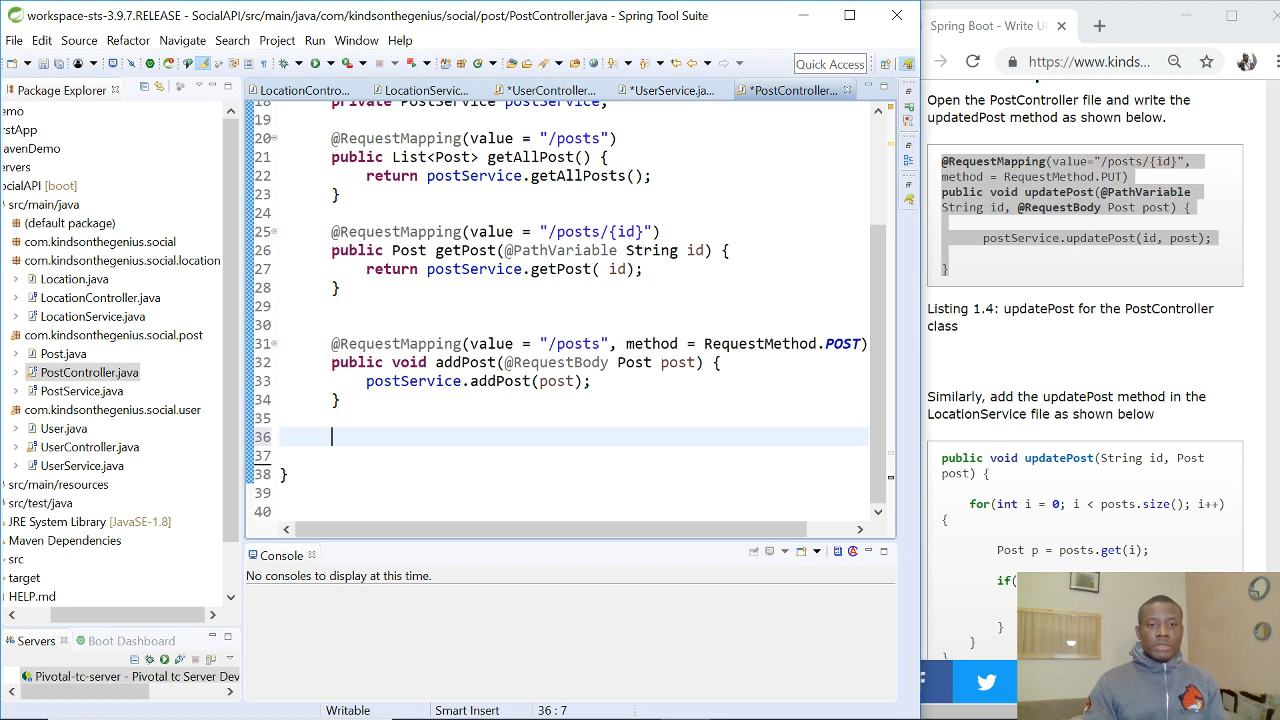 workspace-sts-3.9.7.RELEASE - SocialAPI/src/main/java/com/kindsonthegenius/social/post/PostController.java - Spring Tool Suite
File Edit Source Refactor Navigate Search Project Run Window Help
Quick Access
Package Explorer
emo
rstApp
avenDemo
ervers
ocialAPI [boot]
src/main/java
(default package)
com.kindsonthegenius.social
com.kindsonthegenius.social.location
Location.java
LocationController.java
LocationService.java
com.kindsonthegenius.social.post
Post.java
PostController.java
PostService.java
com.kindsonthegenius.social.user
User.java
UserController.java
UserService.java
src/main/resources
src/test/java
JRE System Library [JavaSE-1.8]
Maven Dependencies
src
target
HELP.md
Servers Boot Dashboard
Pivotal-tc-server - Pivotal tc Server Dev
LocationContro... LocationServic... *UserController... *UserService.ja... *PostController...
18 private PostService postService;
19
20 @RequestMapping(value = "/posts")
21 public List<Post> getAllPost() {
22 return postService.getAllPosts();
23 }
24
25 @RequestMapping(value = "/posts/{id}")
26 public Post getPost(@PathVariable String id) {
27 return postService.getPost( id);
28 }
29
30
31 @RequestMapping(value = "/posts", method = RequestMethod.POST)
32 public void addPost(@RequestBody Post post) {
33 postService.addPost(post);
34 }
35
36
37
38 }
39
40
Console
No consoles to display at this time.
Writable Smart Insert 36 : 7
Spring Boot - Write U
https://www.kinds...
Open the PostController file and write the
updatedPost method as shown below.
@RequestMapping(value="/posts/{id}",
method = RequestMethod.PUT)
public void updatePost(@PathVariable
String id, @RequestBody Post post) {
postService.updatePost(id, post);
}
Listing 1.4: updatePost for the PostController
class
Similarly, add the updatePost method in the
LocationService file as shown below
public void updatePost(String id, Post
post) {
for(int i = 0; i < posts.size(); i++)
{
Post p = posts.get(i);
if(
}
}
}